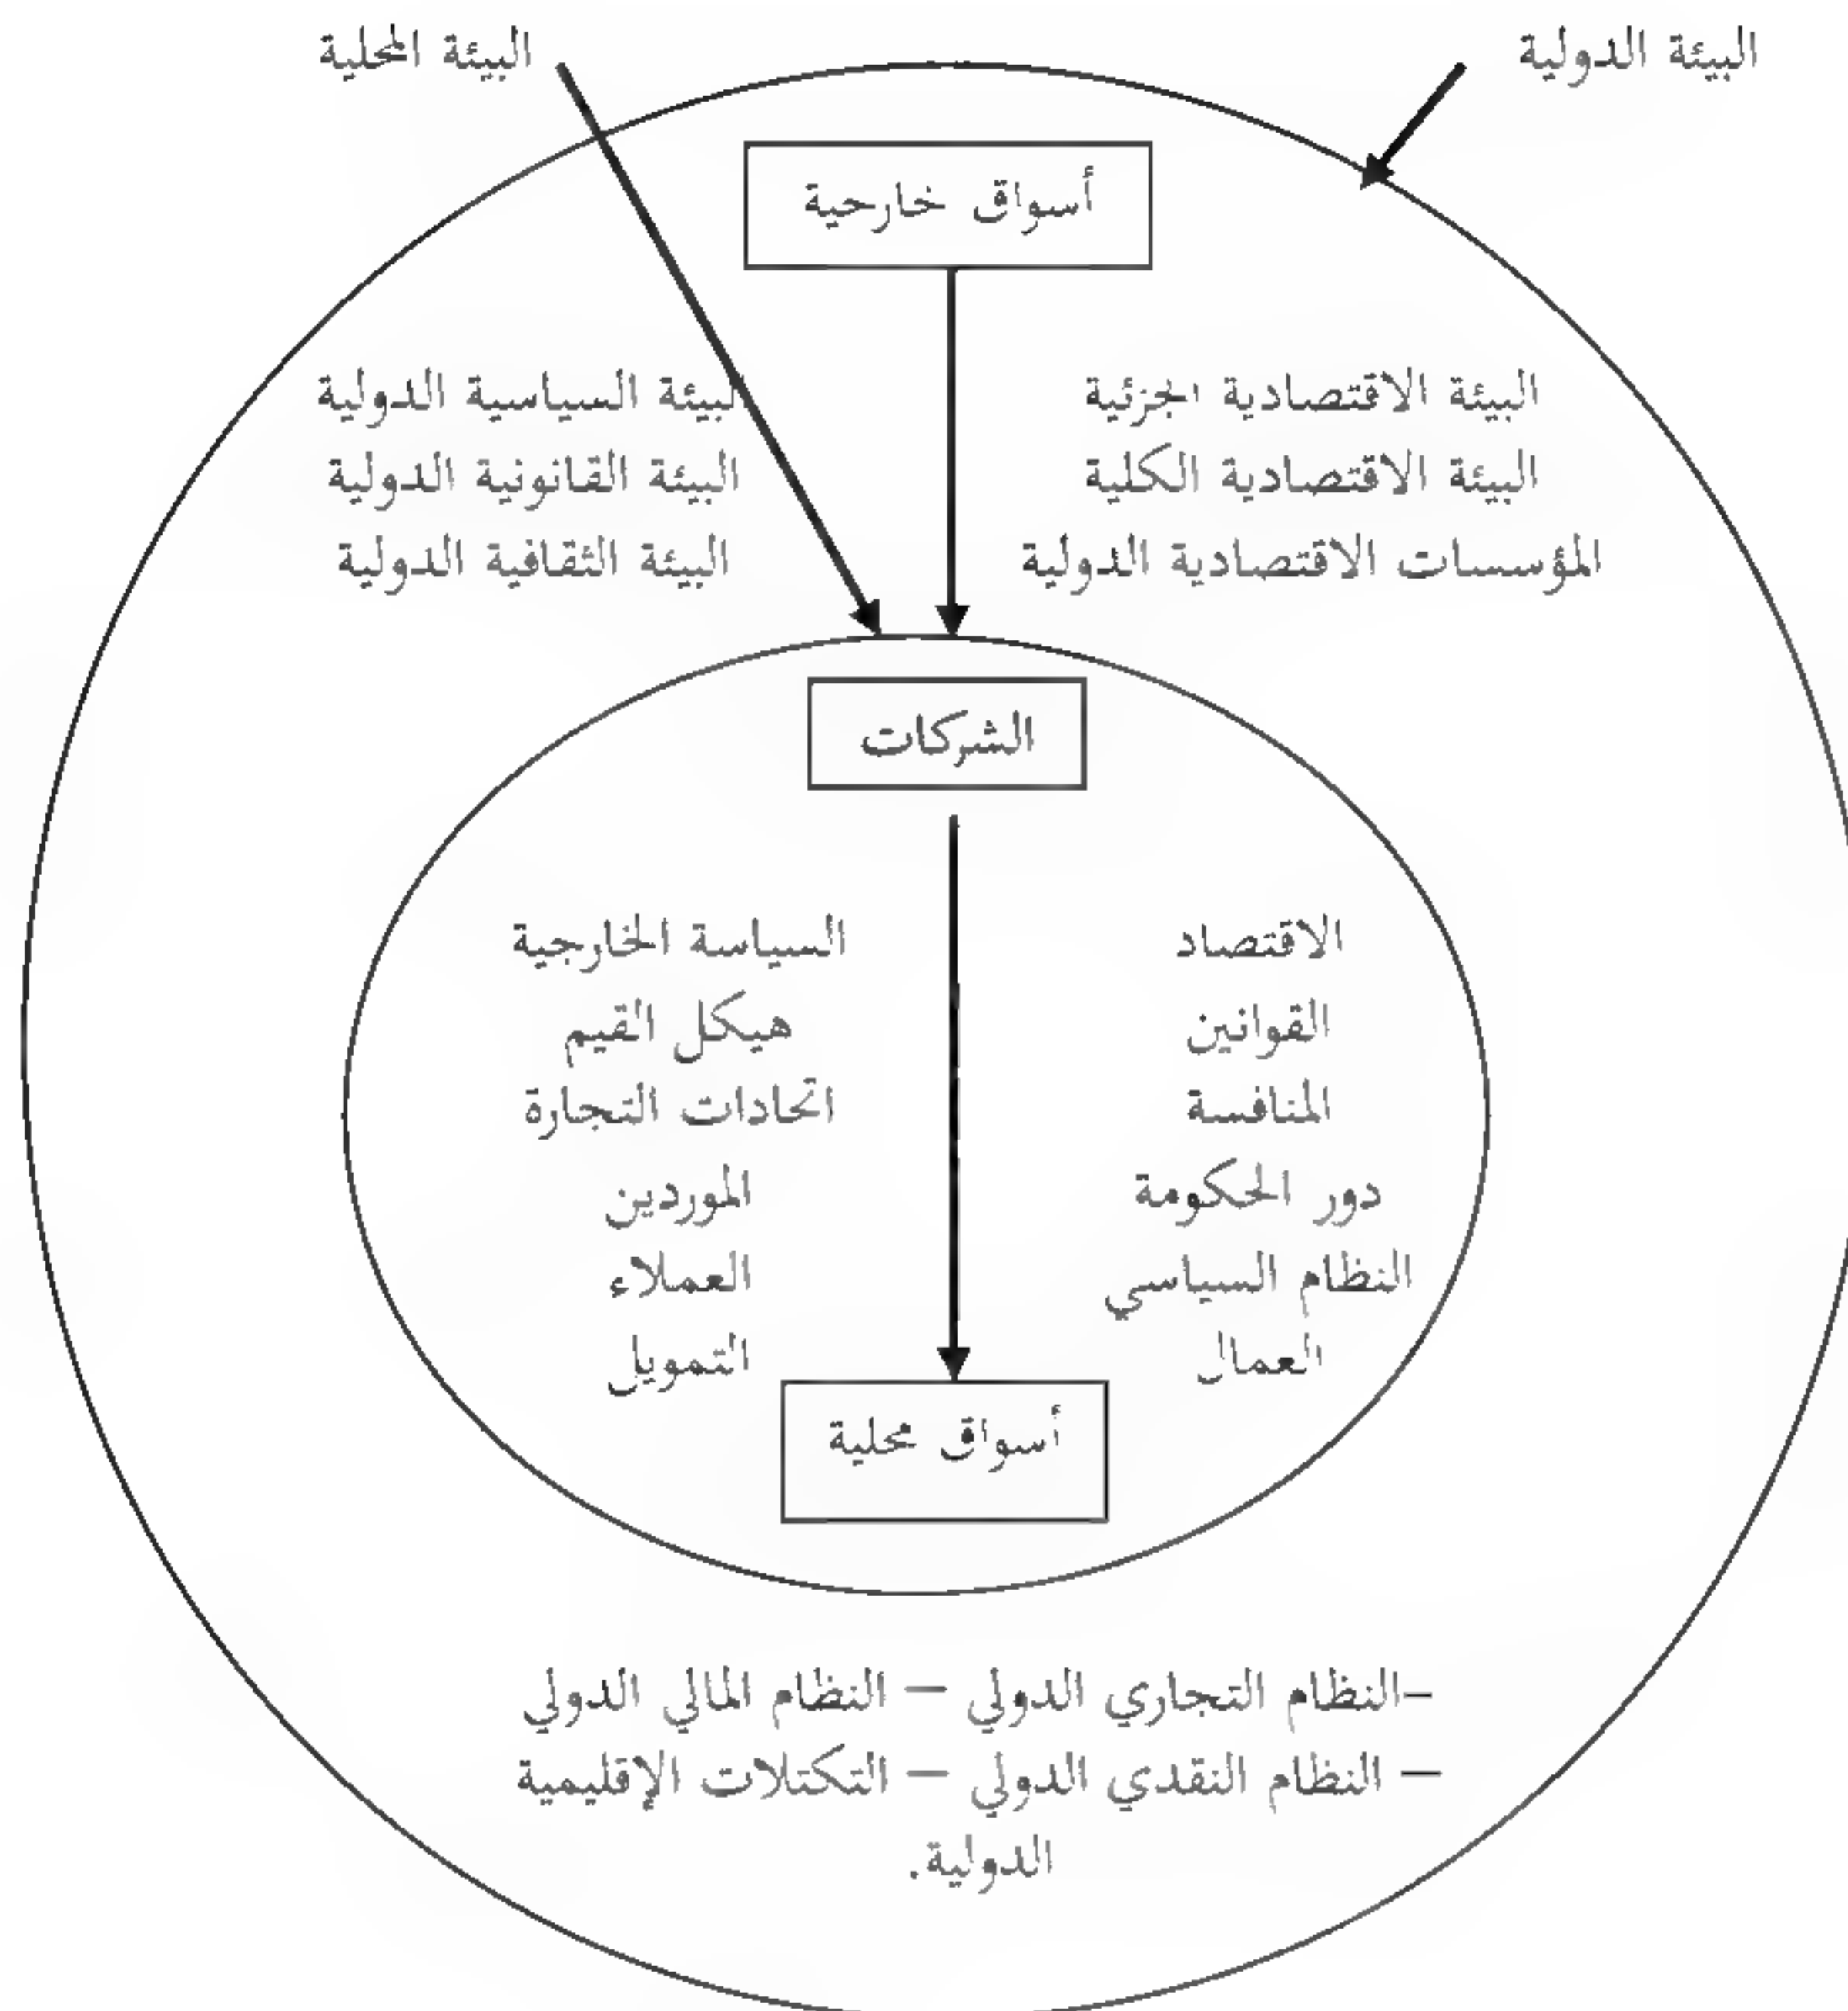 البيئة الدولية
البيئة المحلية
أسواق خارحية
البيئة الاقتصادية الجزئية
البيئة الاقتصادية الكلية
المؤسسات الاقتصادية الدولية
البيئة السياسية الدولية
البيئة القانونية الدولية
البيئة الثقافية الدولية
الشركات
الاقتصاد
القوانين
المنافسة
دور الحكومة
النظام السياسي
العمال
السياسة الخارجية
هيكل القيم
اتحادات التجارة
الموردين
العملاء
التمويل
أسواق محلية
–النظام التجاري الدولي – النظام المالي الدولي
– النظام النقدي الدولي – التكتلات الإقليمية
الدولية.